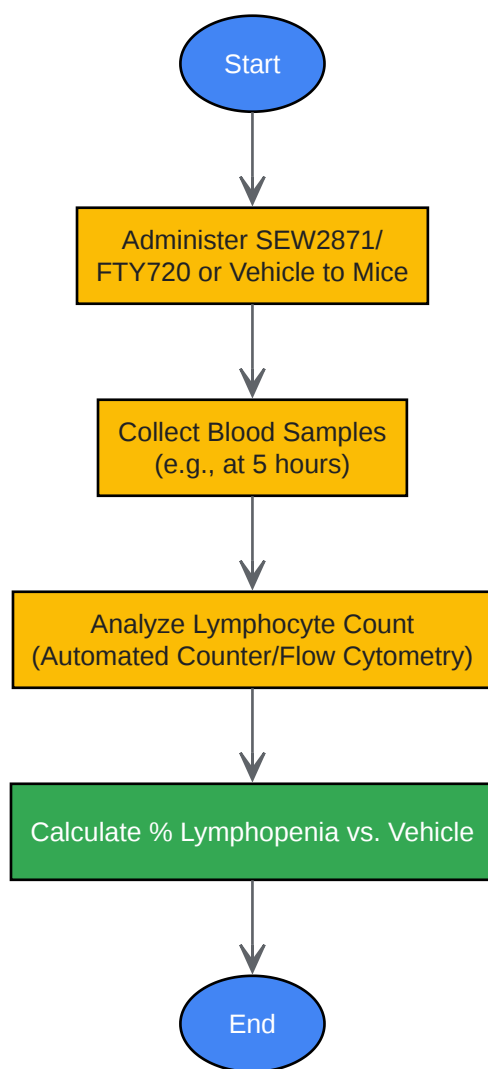 Start
Administer SEW2871/
FTY720 or Vehicle to Mice
Collect Blood Samples
(e.g., at 5 hours)
Analyze Lymphocyte Count
(Automated Counter/Flow Cytometry)
Calculate % Lymphopenia vs. Vehicle
End